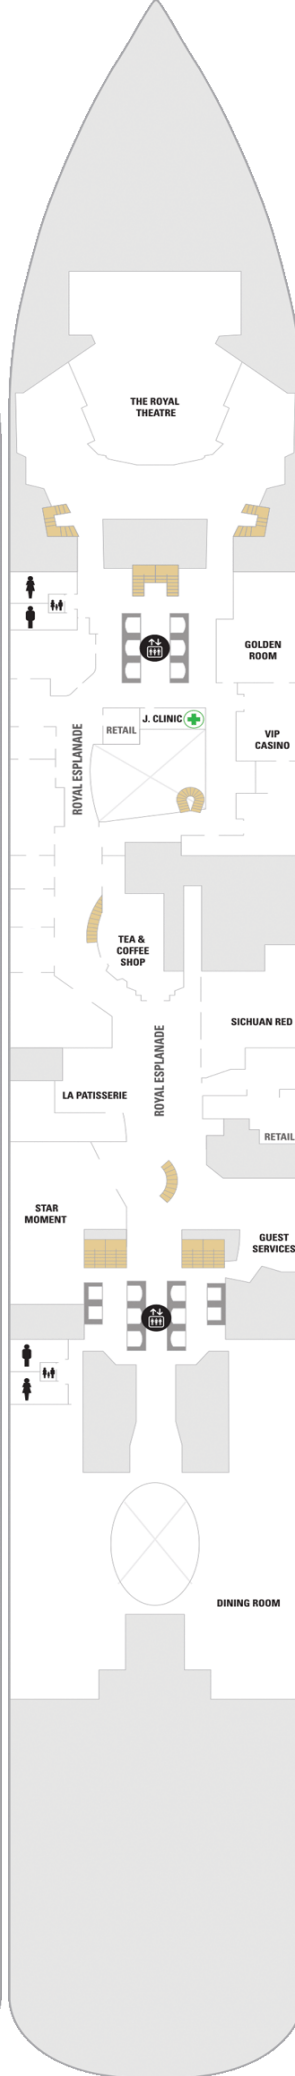 THE ROYAL
THEATRE
GOLDEN
ROOM
J. CLINIC
RETAIL
VIP
CASINO
ROYAL ESPLANADE
TEA &
COFFEE
SHOP
SICHUAN RED
ROYAL ESPLANADE
LA PATISSERIE
RETAIL
STAR
MOMENT
GUEST
SERVICES
DINING ROOM